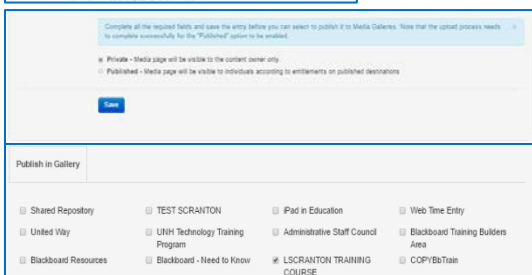 Complete all the required fields and save the entry before you can select to publish it to Media Galleries. Note that the upload process needs
to complete successfully for the "Published" option to be enabled.
Private - Media page will be visible to the content owner only.
Published - Media page will be visible to individuals according to entitlements on published destinations
Save
Publish in Gallery
Shared Repository TEST SCRANTON iPad in Education Web Time Entry
United Way UNH Technology Training Administrative Staff Council Blackboard Training Builders
Program Area
Blackboard Resources Blackboard - Need to Know LSCRANTON TRAINING COPYBbTrain
COURSE